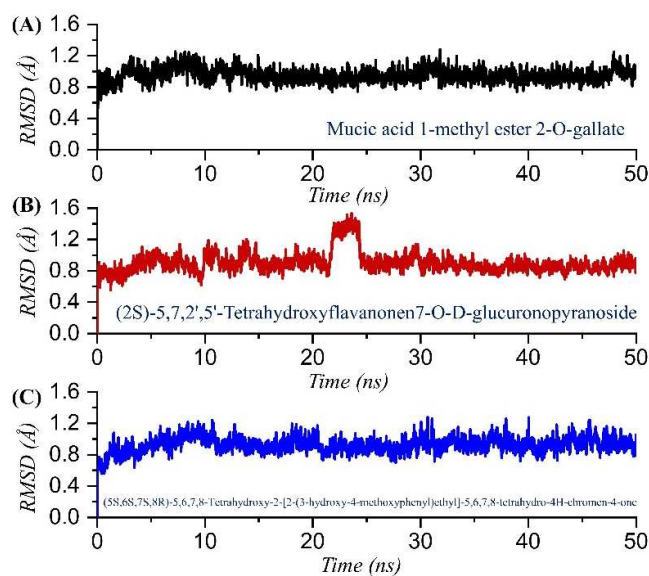 (A)
1.6
1.2
0.8
0.4
0.0
RMSD (Å)
Mucic acid 1-methyl ester 2-O-gallate
0 10 20 30 40 50
Time (ns)
(B)
1.6
1.2
0.8
0.4
0.0
RMSD (Å)
(2S)-5,7,2',5'-Tetrahydroxyflavanonen7-O-D-glucuronopyranoside
0 10 20 30 40 50
Time (ns)
(C)
1.6
1.2
0.8
0.4
0.0
RMSD (Å)
(5S,6S,7S,8R)-5,6,7,8-Tetrahydroxy-2-[2-(3-hydroxy-4-methoxyphenyl)ethyl]-5,6,7,8-tetrahydro-4H-chromen-4-one
0 10 20 30 40 50
Time (ns)